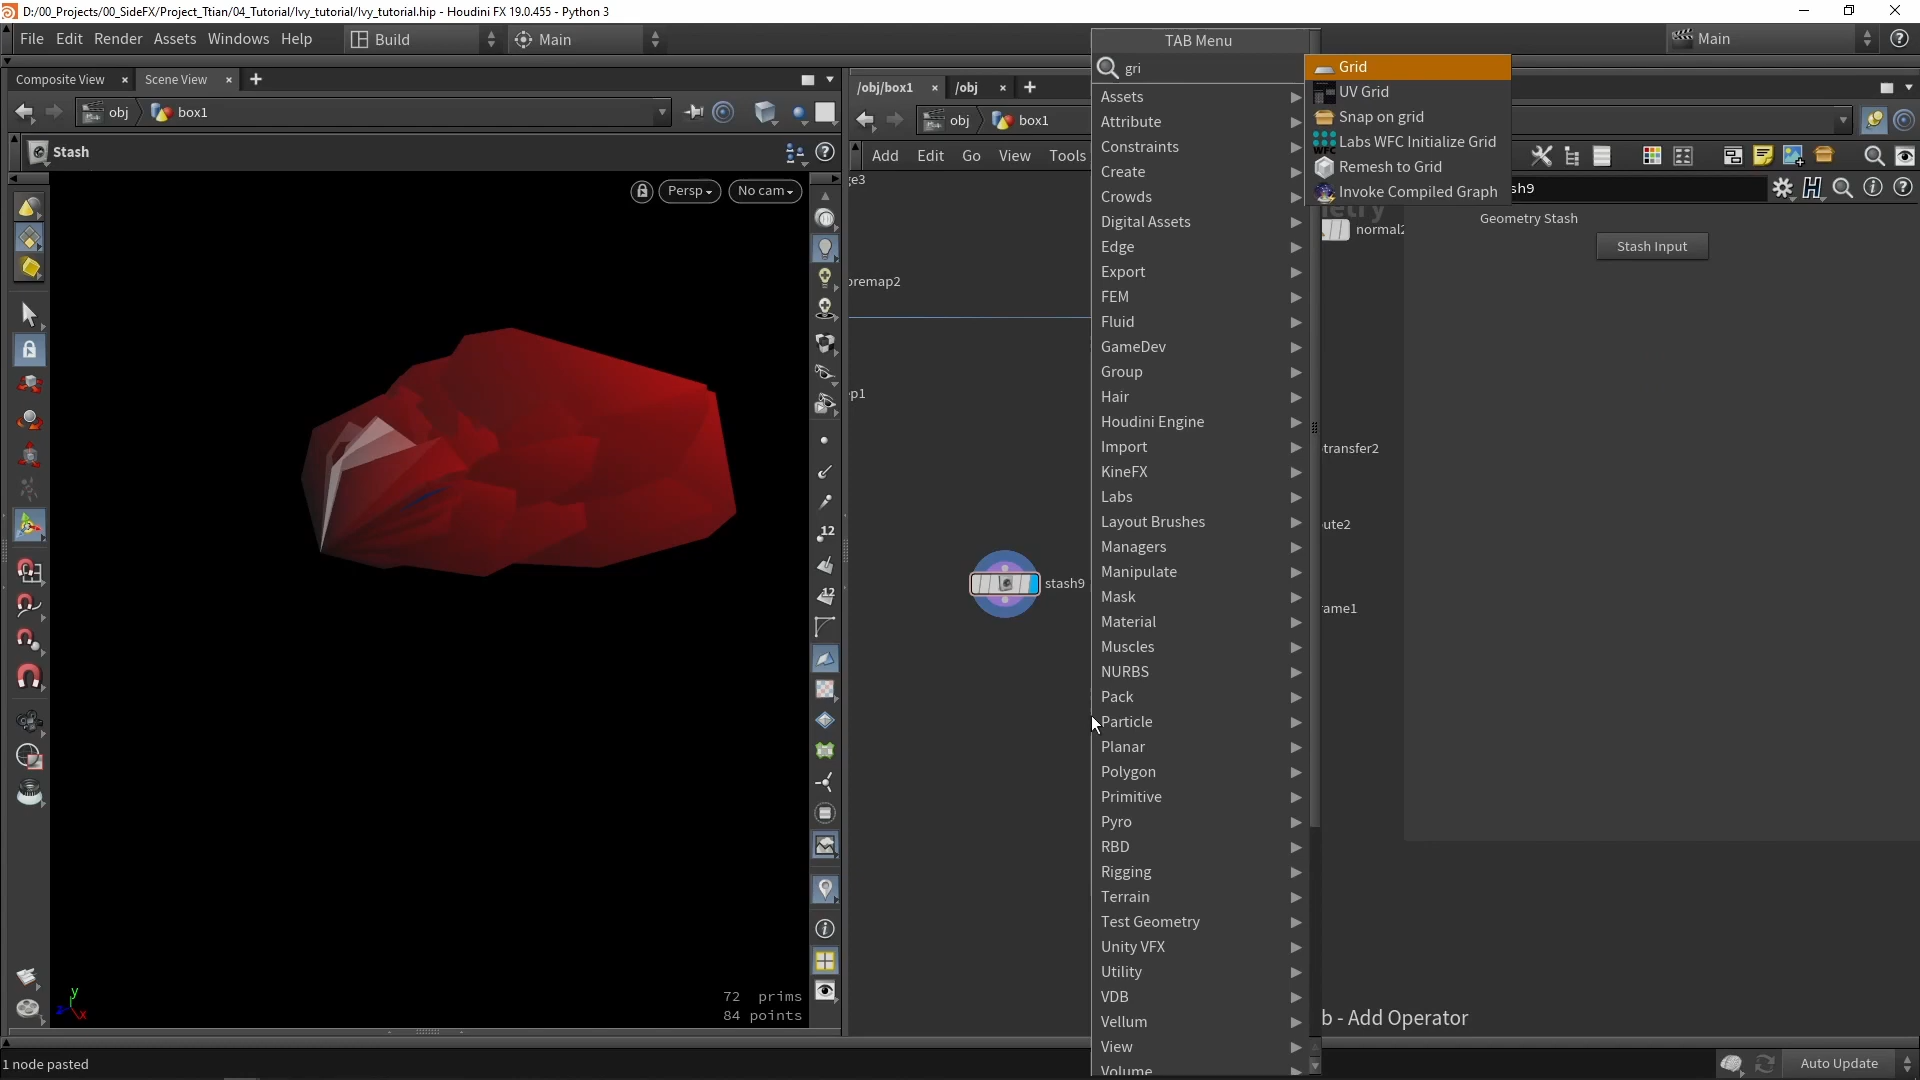 D:/00_Projects/00_SideFX/Project_Ttian/04_Tutorial/Ivy_tutorial/Ivy_tutorial.hip - Houdini FX 19.0.455 - Python 3
File Edit Render Assets Windows Help
Build
Main
Main
Composite View
Scene View
obj
box1
Stash
Persp
No cam
12
12
72 prims
84 points
/obj/box1
/obj
obj
box1
Add Edit Go View Tools
ge3
premap2
ep1
stash9
TAB Menu
gri
Assets
Attribute
Constraints
Create
Crowds
Digital Assets
Edge
Export
FEM
Fluid
GameDev
Group
Hair
Houdini Engine
Import
KineFX
Labs
Layout Brushes
Managers
Manipulate
Mask
Material
Muscles
NURBS
Pack
Particle
Planar
Polygon
Primitive
Pyro
RBD
Rigging
Terrain
Test Geometry
Unity VFX
Utility
VDB
Vellum
View
Volume
Grid
UV Grid
Snap on grid
Labs WFC Initialize Grid
Remesh to Grid
Invoke Compiled Graph
sh9
Geometry Stash
Stash Input
normal2
transfer2
ute2
rame1
b - Add Operator
z y x
1 node pasted
Auto Update